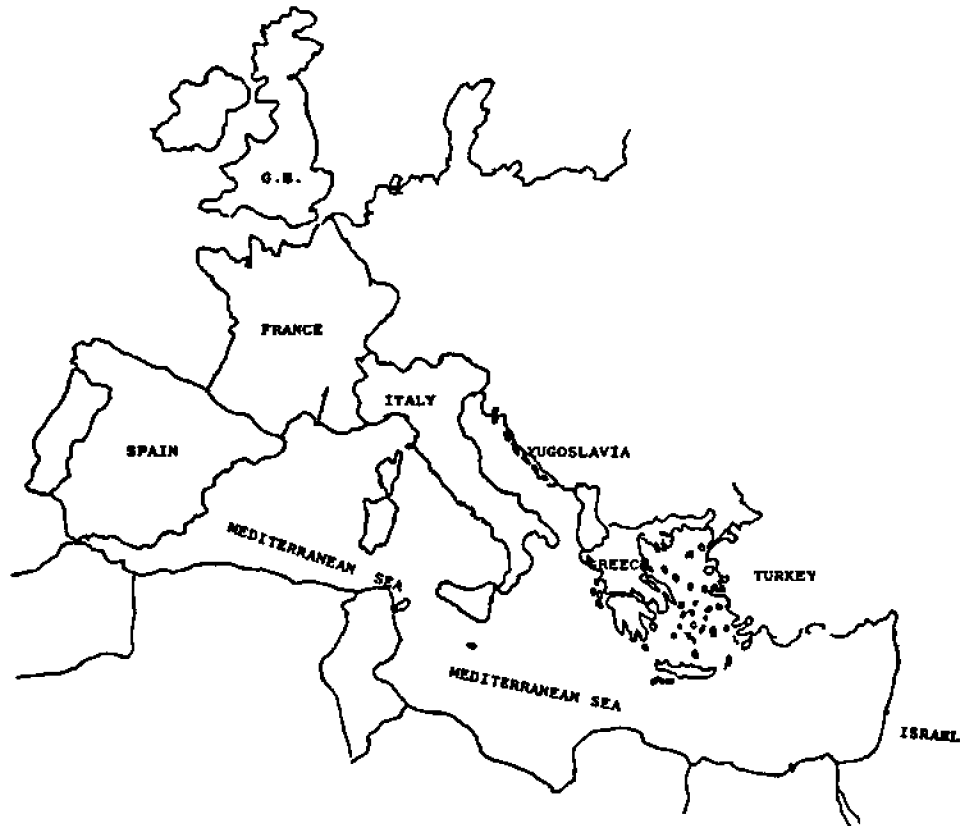 G.B.
FRANCE
ITALY
SPAIN
YUGOSLAVIA
MEDITERRANEAN SEA
GREECE
TURKEY
MEDITERRANEAN SEA
ISRAEL